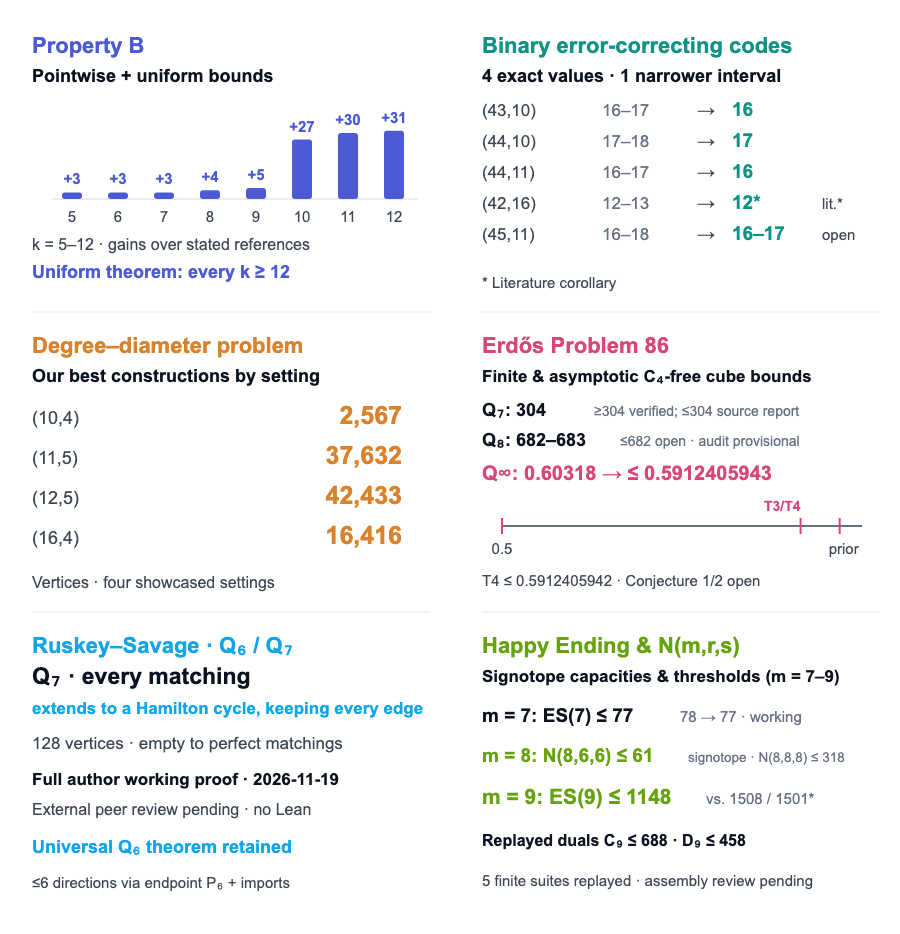 Property B
Pointwise + uniform bounds
+3 +3 +3 +4 +5 +27 +30 +31
5 6 7 8 9 10 11 12
k = 5–12 · gains over stated references
Uniform theorem: every k ≥ 12
Binary error-correcting codes
4 exact values · 1 narrower interval
(43,10) 16–17 → 16
(44,10) 17–18 → 17
(44,11) 16–17 → 16
(42,16) 12–13 → 12* lit.*
(45,11) 16–18 → 16–17 open
* Literature corollary
Degree–diameter problem
Our best constructions by setting
(10,4) 2,567
(11,5) 37,632
(12,5) 42,433
(16,4) 16,416
Vertices · four showcased settings
Erdős Problem 86
Finite & asymptotic C₄-free cube bounds
Q₇: 304 ≥304 verified; ≤304 source report
Q₈: 682–683 ≤682 open · audit provisional
Q∞: 0.60318 → ≤ 0.5912405943
T3/T4
0.5 prior
T4 ≤ 0.5912405942 · Conjecture 1/2 open
Ruskey–Savage · Q₆ / Q₇
Q₇ · every matching
extends to a Hamilton cycle, keeping every edge
128 vertices · empty to perfect matchings
Full author working proof · 2026-11-19
External peer review pending · no Lean
Universal Q₆ theorem retained
≤6 directions via endpoint P₆ + imports
Happy Ending & N(m,r,s)
Signotope capacities & thresholds (m = 7–9)
m = 7: ES(7) ≤ 77 78 → 77 · working
m = 8: N(8,6,6) ≤ 61 signotope · N(8,8,8) ≤ 318
m = 9: ES(9) ≤ 1148 vs. 1508 / 1501*
Replayed duals C₉ ≤ 688 · D₉ ≤ 458
5 finite suites replayed · assembly review pending